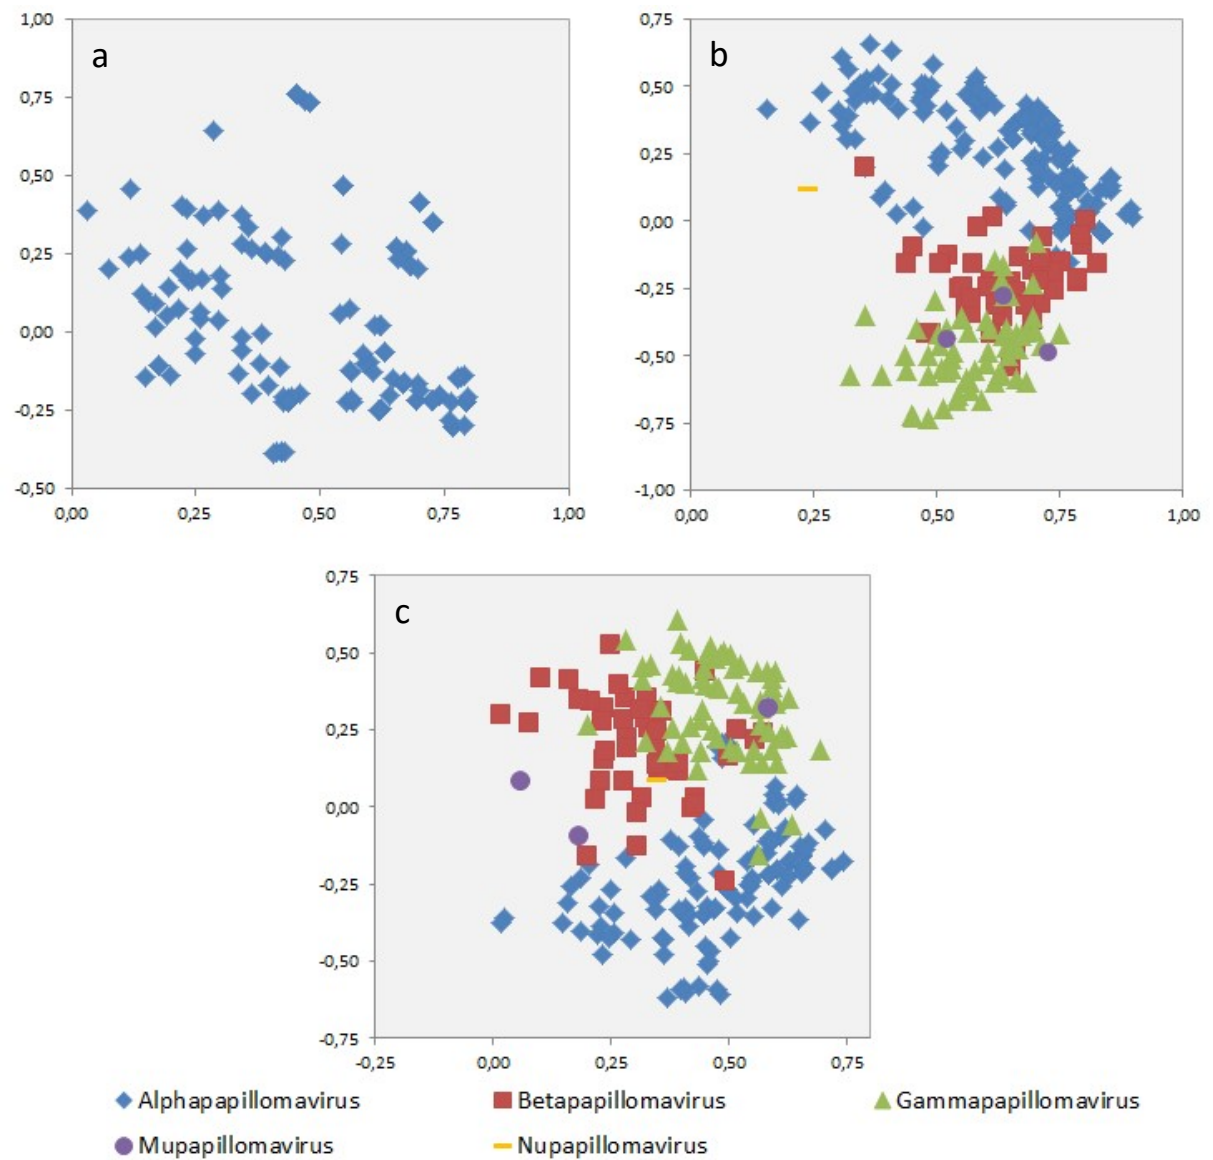 a
1,00
0,75
0,50
0,25
0,00
-0,25
-0,50
0,00 0,25 0,50 0,75 1,00
b
0,75
0,50
0,25
0,00
-0,25
-0,50
-0,75
-1,00
0,00 0,25 0,50 0,75 1,00
c
0,75
0,50
0,25
0,00
-0,25
-0,50
-0,75
-0,25 0,00 0,25 0,50 0,75
Alphapapillomavirus Betapapillomavirus Gammapapillomavirus
Mupapillomavirus Nupapillomavirus